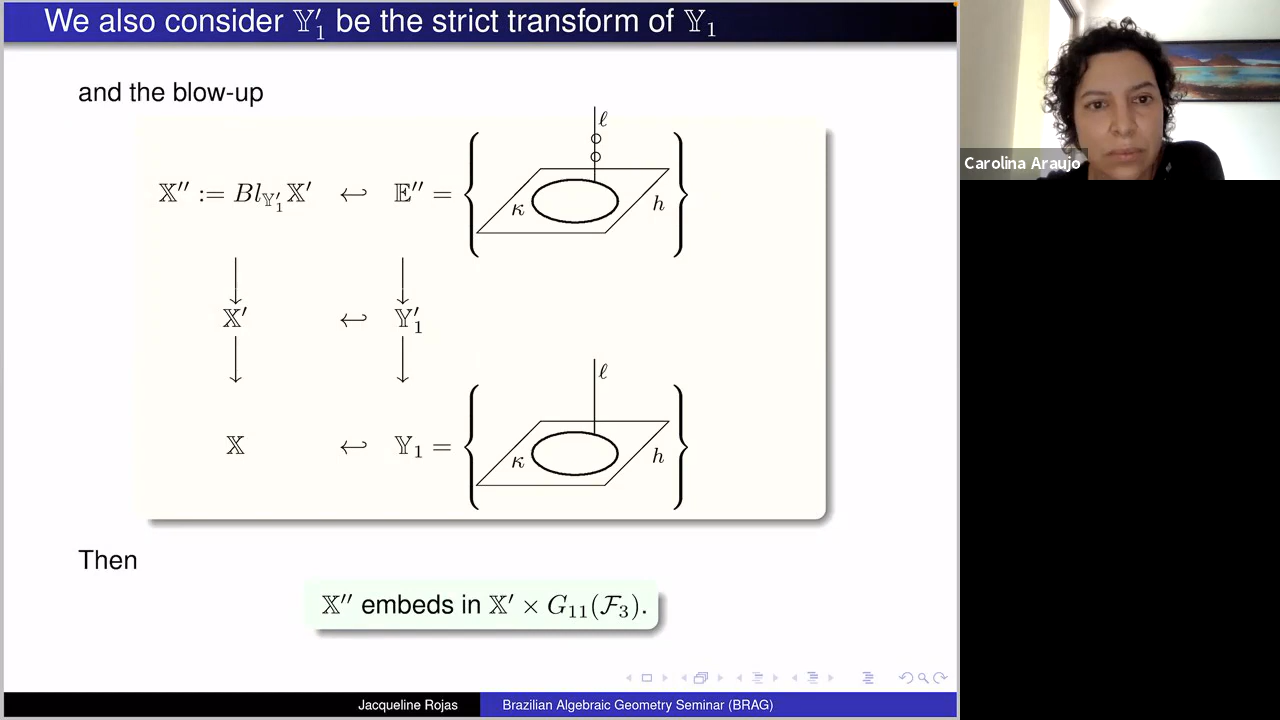 We also consider 𝕐′₁ be the strict transform of 𝕐₁
and the blow-up
𝕏″ := Bl_{𝕐′₁}𝕏′ ↩ 𝔼″ = { κ ℓ h }
𝕏′ ↩ 𝕐′₁
𝕏 ↩ 𝕐₁ = { κ ℓ h }
Then
𝕏″ embeds in 𝕏′ × G₁₁(ℱ₃).
Jacqueline Rojas
Brazilian Algebraic Geometry Seminar (BRAG)
Carolina Araujo